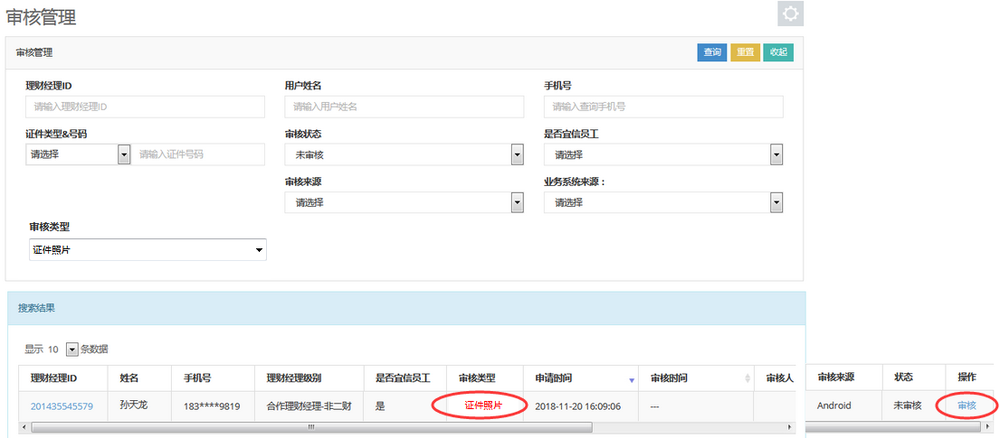 审核管理
审核管理 查询 重置 收起
理财经理ID 用户姓名 手机号
请输入理财经理ID 请输入用户姓名 请输入查询手机号
证件类型&号码 审核状态 是否宜信员工
请选择 请输入证件号码 未审核 请选择
审核来源 业务系统来源：
请选择 请选择
审核类型
证件照片
搜索结果
显示 10 条数据
理财经理ID 姓名 手机号 理财经理级别 是否宜信员工 审核类型 申请时间 审核时间 审核人 审核来源 状态 操作
201435545579 孙天龙 183****9819 合作理财经理-非二财 是 证件照片 2018-11-20 16:09:06 --- Android 未审核 审核